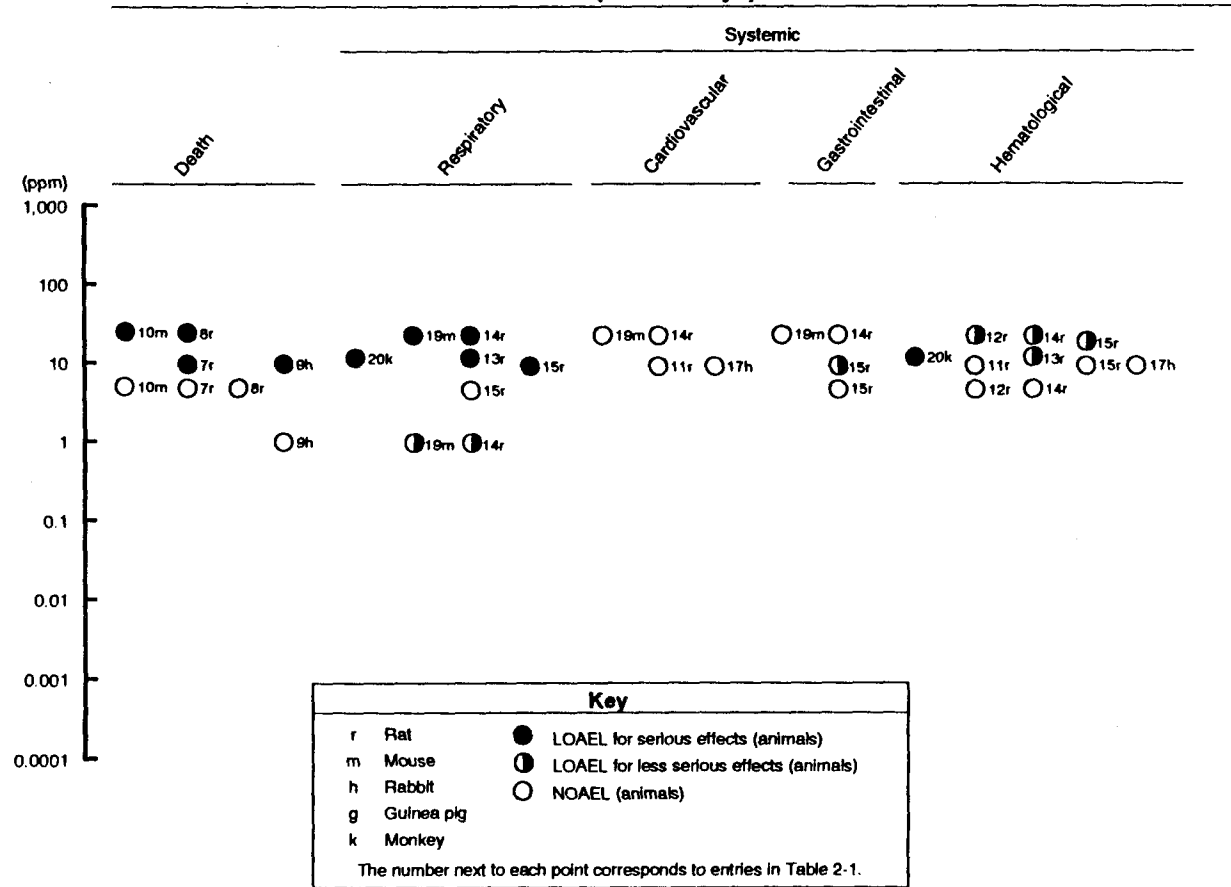 Systemic
Death
Respiratory
Cardiovascular
Gastrointestinal
Hematological
(ppm)
1,000
100
10
1
0.1
0.01
0.001
0.0001
10m 8r
7r 9h
10m 7r 8r
9h
19m 14r
20k 13r
15r
15r
19m 14r
19m 14r
11r 17h
19m 14r
15r
15r
12r 14r 15r
20k 13r
11r 15r 17h
12r 14r
Key
r Rat
m Mouse
h Rabbit
g Guinea pig
k Monkey
LOAEL for serious effects (animals)
LOAEL for less serious effects (animals)
NOAEL (animals)
The number next to each point corresponds to entries in Table 2-1.